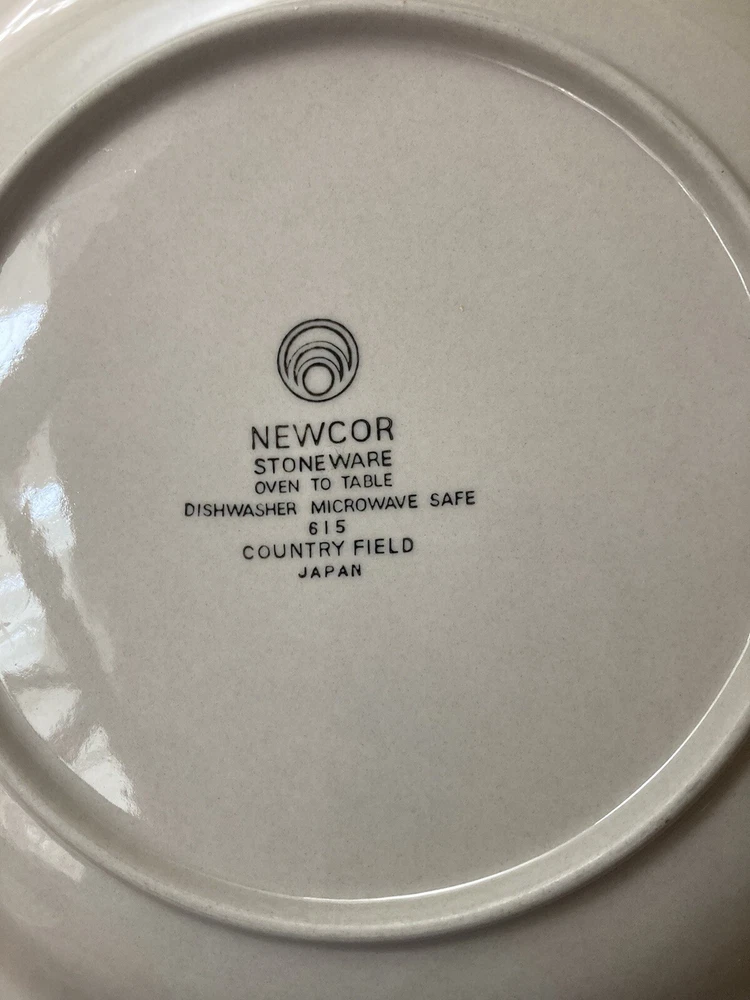 NEWCOR
STONEWARE
OVEN TO TABLE
DISHWASHER MICROWAVE SAFE
615
COUNTRY FIELD
JAPAN